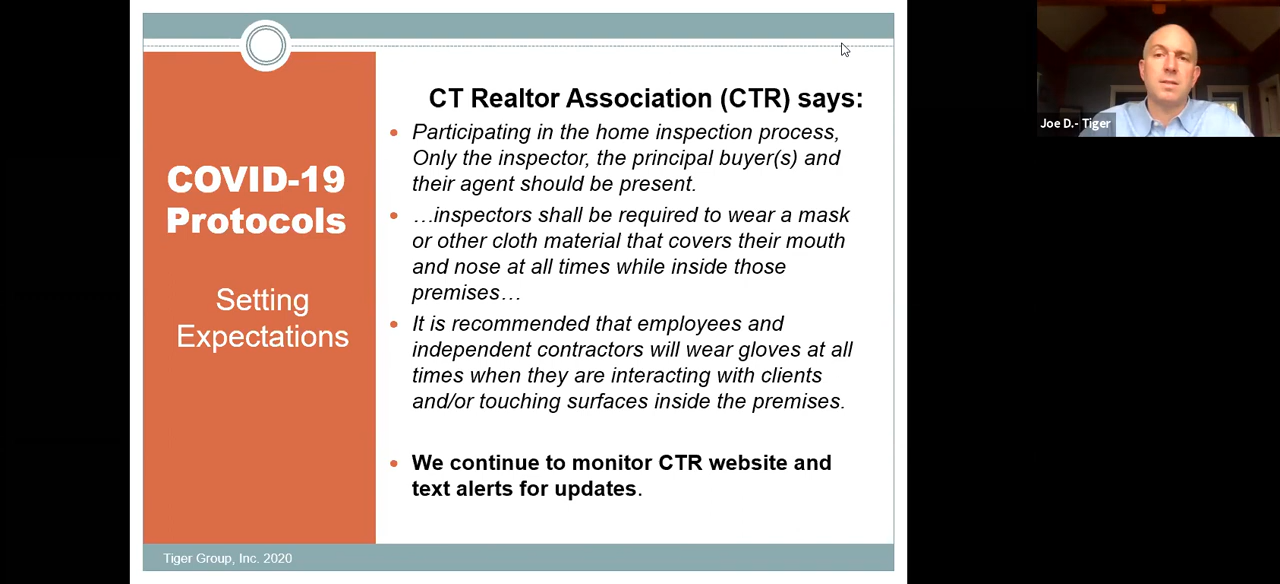 CT Realtor Association (CTR) says:
COVID-19
Protocols
Setting
Expectations
• Participating in the home inspection process,
Only the inspector, the principal buyer(s) and
their agent should be present.
• …inspectors shall be required to wear a mask
or other cloth material that covers their mouth
and nose at all times while inside those
premises…
• It is recommended that employees and
independent contractors will wear gloves at all
times when they are interacting with clients
and/or touching surfaces inside the premises.
• We continue to monitor CTR website and
text alerts for updates.
Tiger Group, Inc. 2020
Joe D.- Tiger